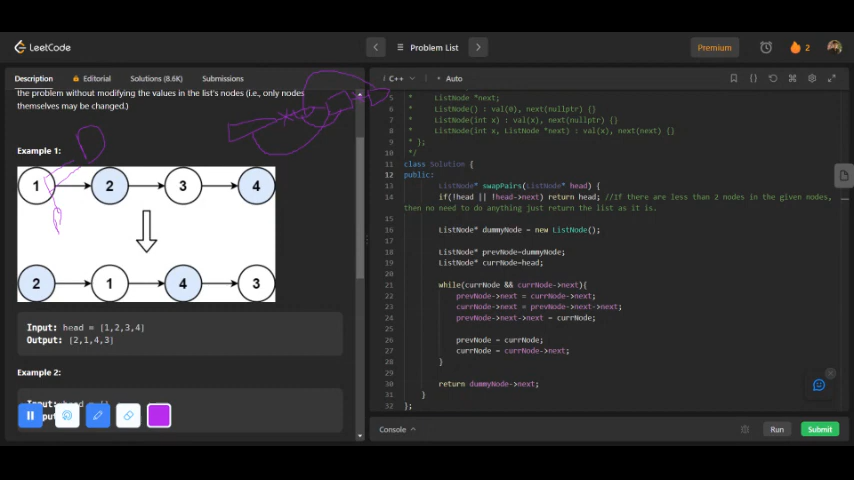 LeetCode
Problem List
Premium
2
Description
Editorial
Solutions (8.6K)
Submissions
The problem without modifying the values in the list's nodes (i.e., only nodes
themselves may be changed.)
Example 1:
1 2 3 4
2 1 4 3
Input: head = [1,2,3,4]
Output: [2,1,4,3]
Example 2:
i C++
Auto
5 * ListNode *next;
6 * ListNode() : val(0), next(nullptr) {}
7 * ListNode(int x) : val(x), next(nullptr) {}
8 * ListNode(int x, ListNode *next) : val(x), next(next) {}
9 * };
10 */
11 class Solution {
12 public:
13 ListNode* swapPairs(ListNode* head) {
14 if(!head || !head->next) return head; //If there are less than 2 nodes in the given nodes,
then no need to do anything just return the list as it is.
15
16 ListNode* dummyNode = new ListNode();
17
18 ListNode* prevNode=dummyNode;
19 ListNode* currNode=head;
20
21 while(currNode && currNode->next){
22 prevNode->next = currNode->next;
23 currNode->next = prevNode->next->next;
24 prevNode->next->next = currNode;
25
26 prevNode = currNode;
27 currNode = currNode->next;
28 }
29
30 return dummyNode->next;
31 }
32 };
Console
Run
Submit